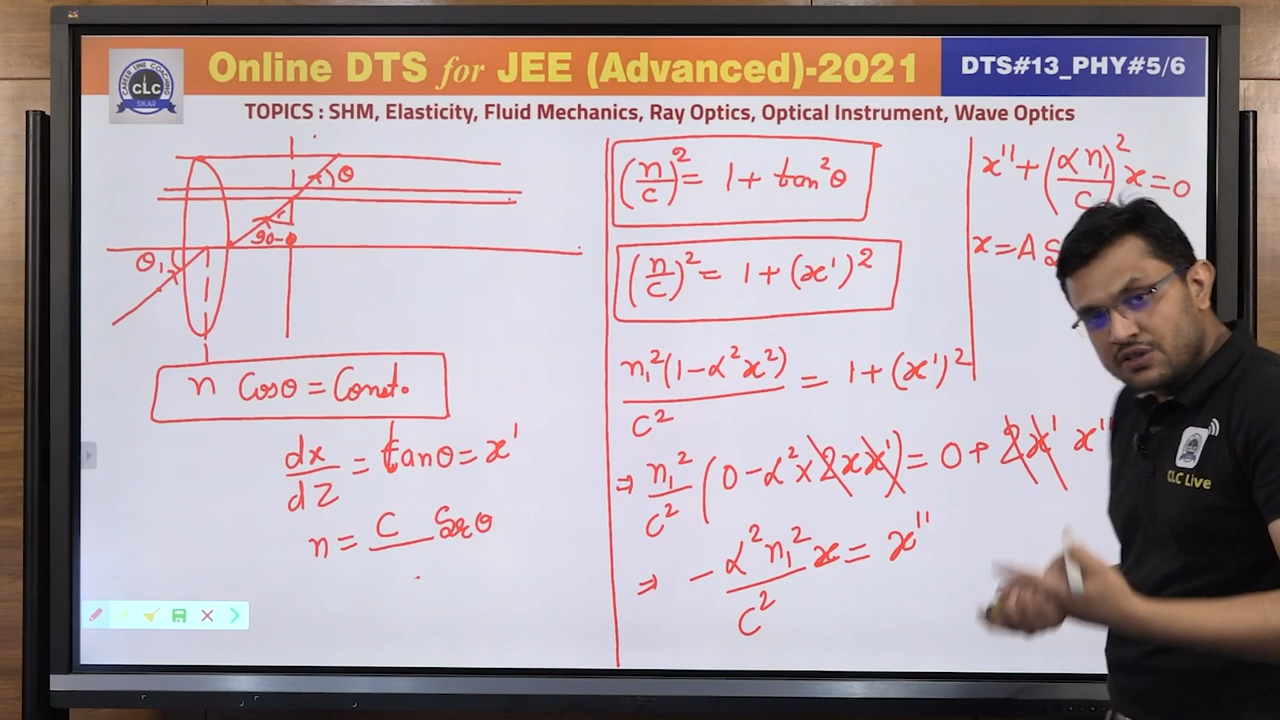 Online DTS for JEE (Advanced)-2021
DTS#13_PHY#5/6
CAREER LINE COACHING
CLC
SIKAR
TOPICS : SHM, Elasticity, Fluid Mechanics, Ray Optics, Optical Instrument, Wave Optics
θ
90-θ
θ₁
n Cosθ = Const.
dx/dz = tanθ = x'
n = C Secθ
(n/c)² = 1 + tan²θ
(n/c)² = 1 + (x')²
n₁²(1-α²x²)/c² = 1 + (x')²
⇒ n₁²/c² (0-α²x2xx') = 0 + 2x' x''
⇒ -α²n₁²/c² x = x''
x'' + (αn₁/c)² x = 0
x = A S
CLC Live